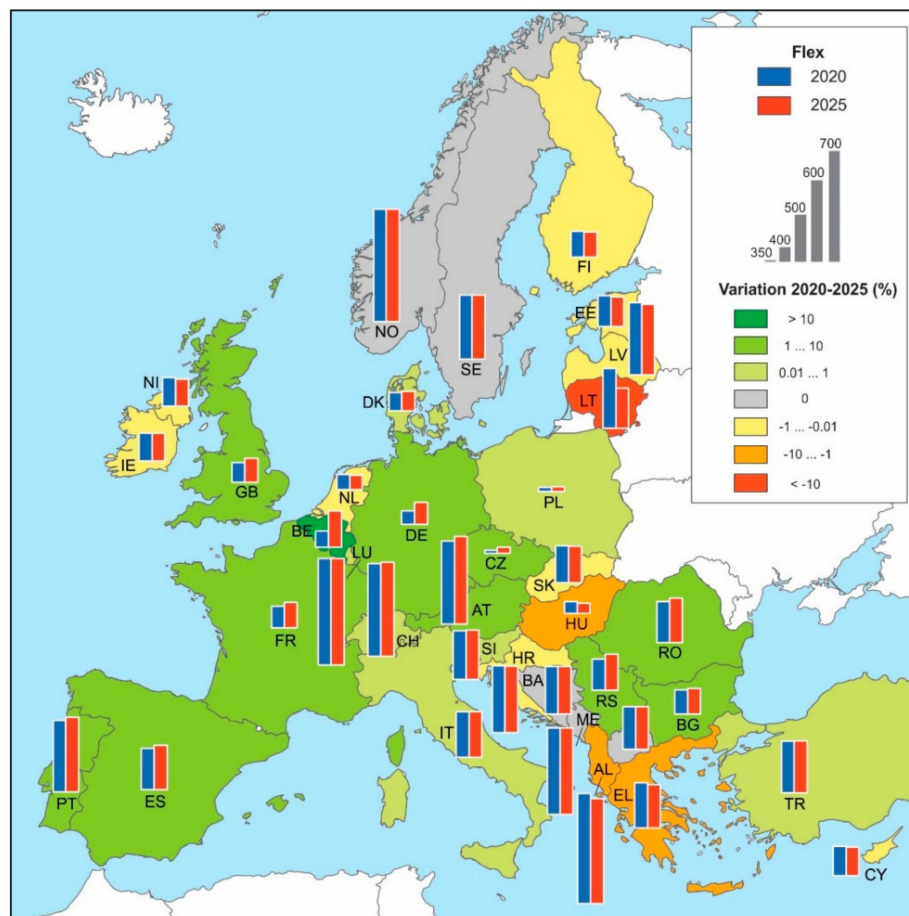 Flex
2020
2025
700
600
500
400
350
Variation 2020-2025 (%)
> 10
1 ... 10
0.01 ... 1
0
-1 ... -0.01
-10 ... -1
< -10
FI
NO
SE
EE
LV
LT
NI
DK
IE
GB
NL
PL
BE
DE
LU
CZ
SK
AT
HU
FR
CH
SI
HR
RO
BA
RS
ME
BG
IT
AL
PT
ES
EL
TR
CY